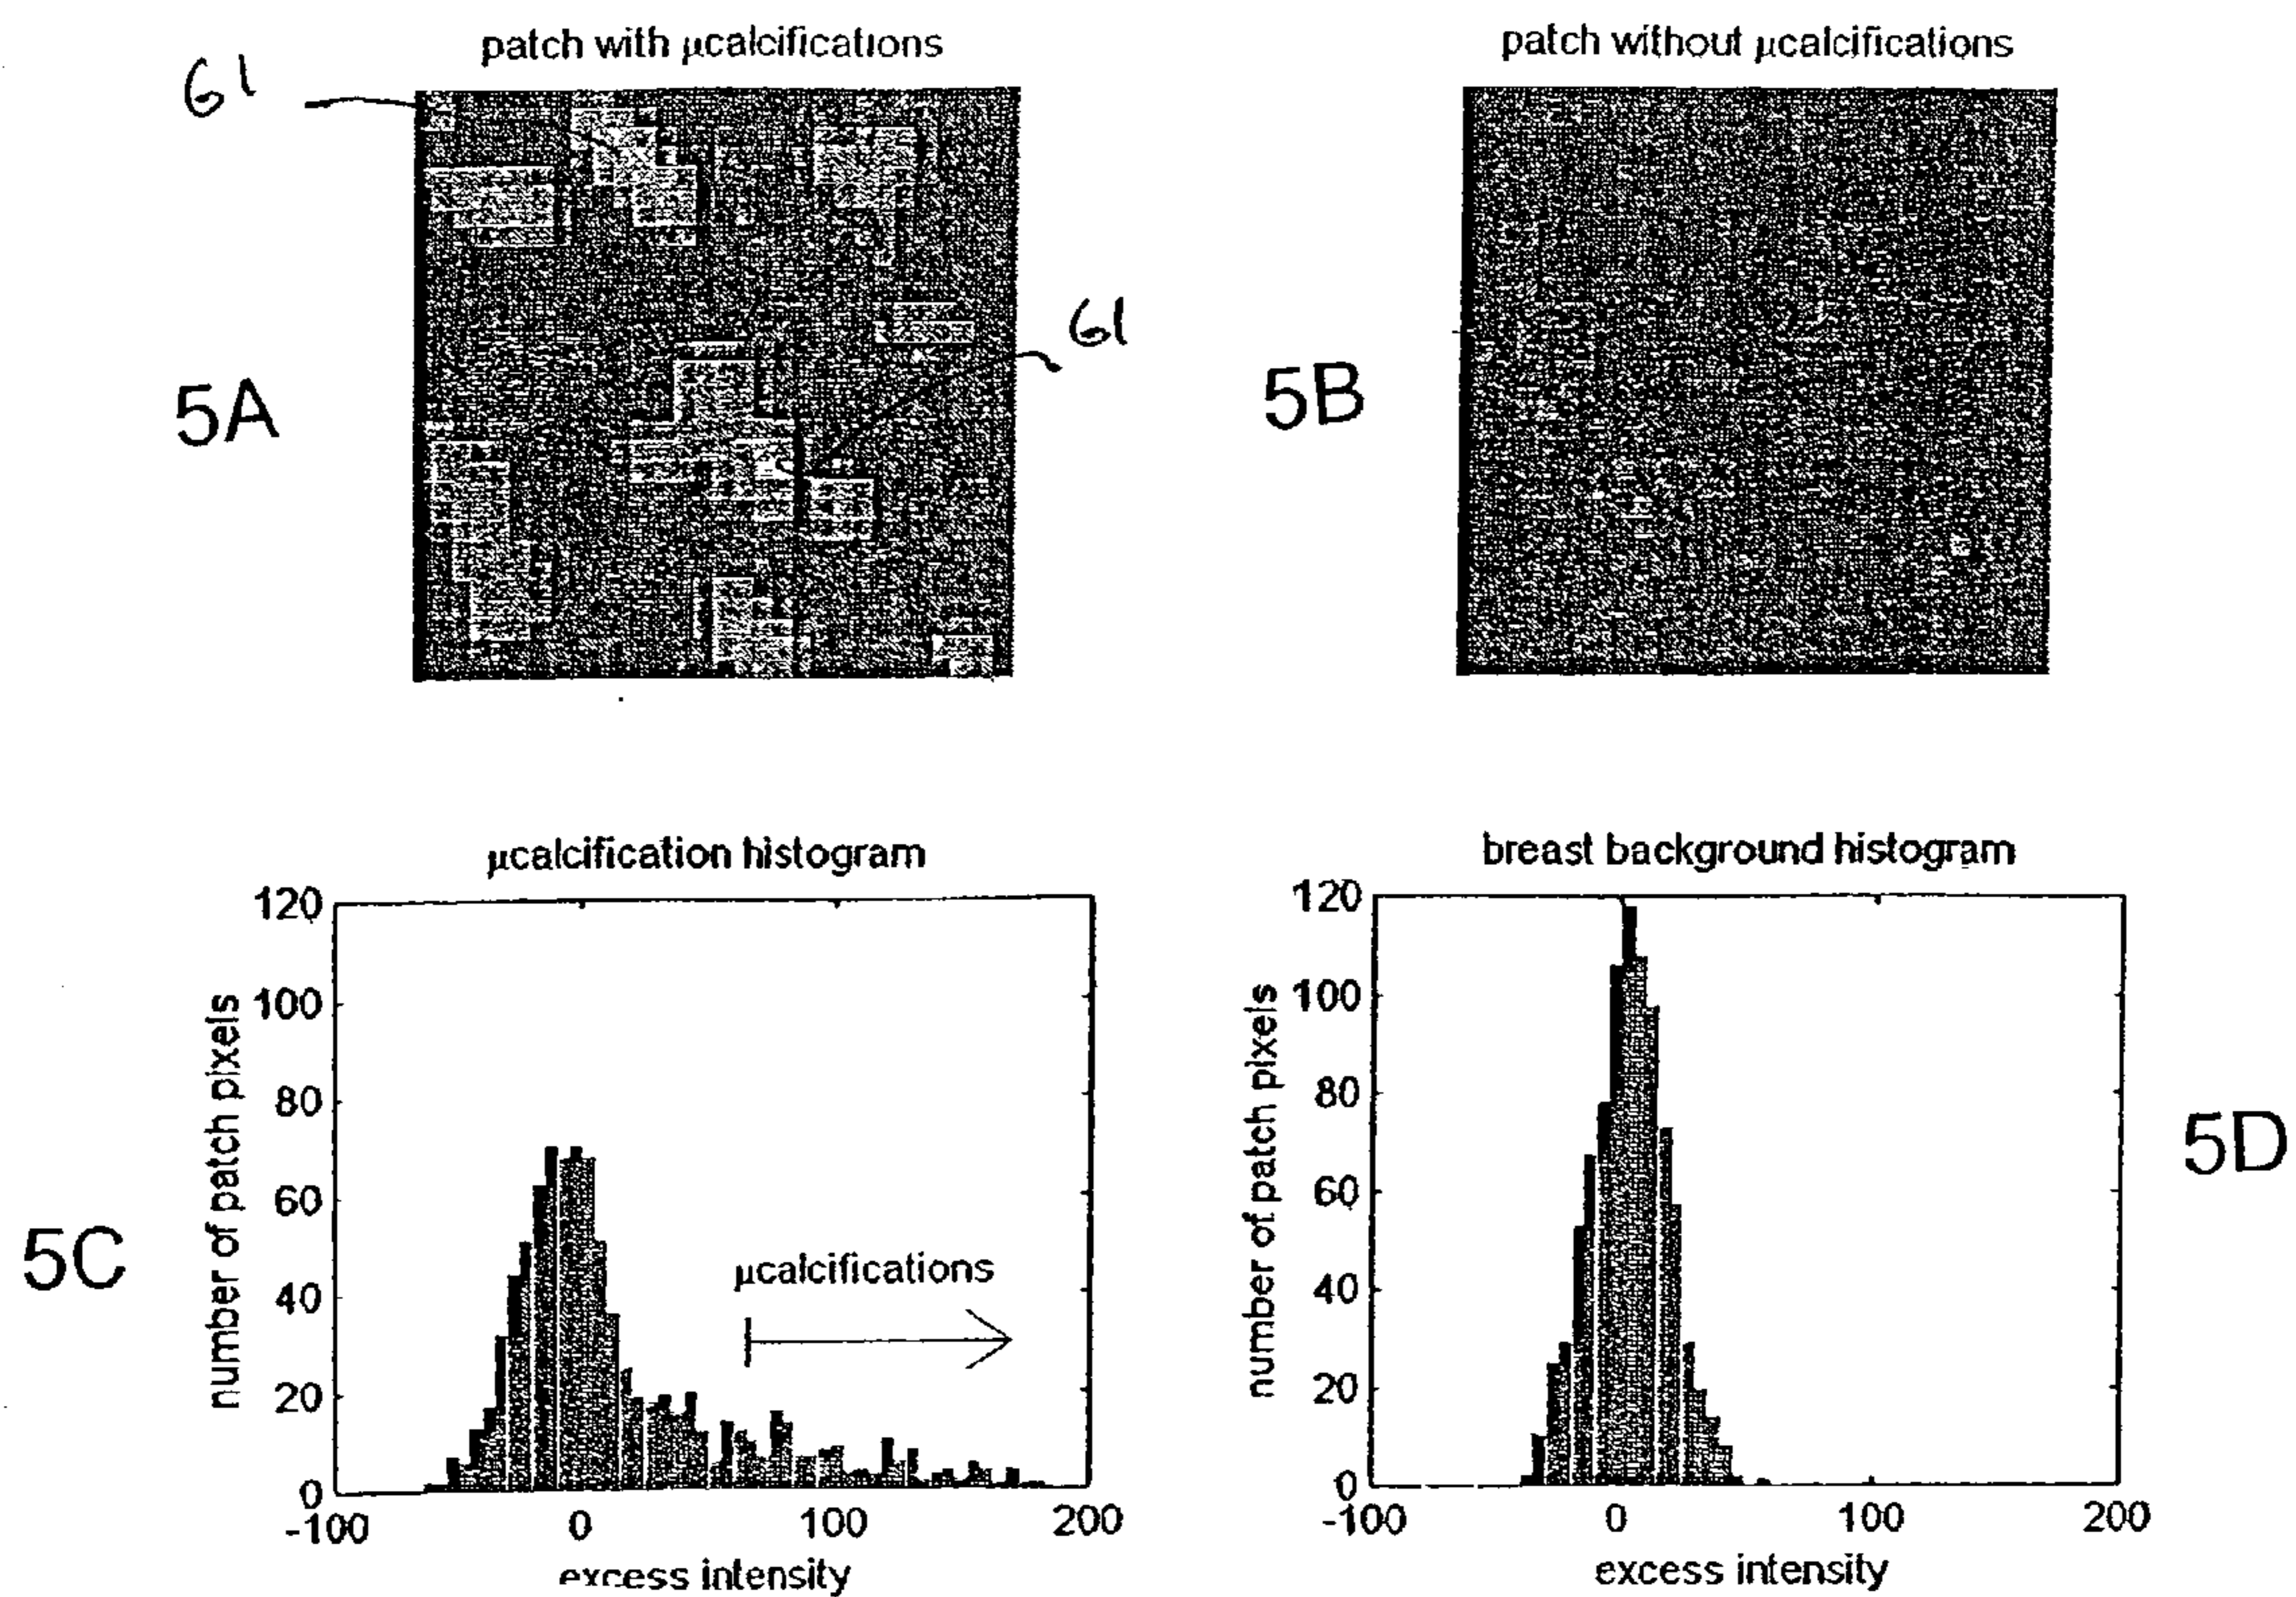 patch with μcalcifications
61
61
5A
patch without μcalcifications
5B
μcalcification histogram
120
100
80
60
40
20
0
number of patch pixels
μcalcifications
-100
0
100
200
excess intensity
5C
breast background histogram
120
100
80
60
40
20
0
number of patch pixels
-100
0
100
200
excess intensity
5D